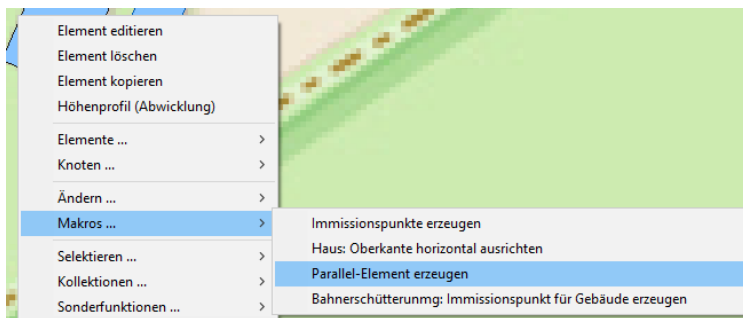 Element editieren
Element löschen
Element kopieren
Höhenprofil (Abwicklung)
Elemente ...
Knoten ...
Ändern ...
Makros ...
Selektieren ...
Kollektionen ...
Sonderfunktionen ...
Immissionspunkte erzeugen
Haus: Oberkante horizontal ausrichten
Parallel-Element erzeugen
Bahnerschütterunmg: Immissionspunkt für Gebäude erzeugen